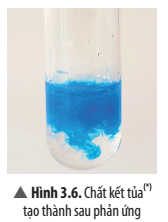 ▲ Hình 3.6. Chất kết tủa(*)
tạo thành sau phản ứng